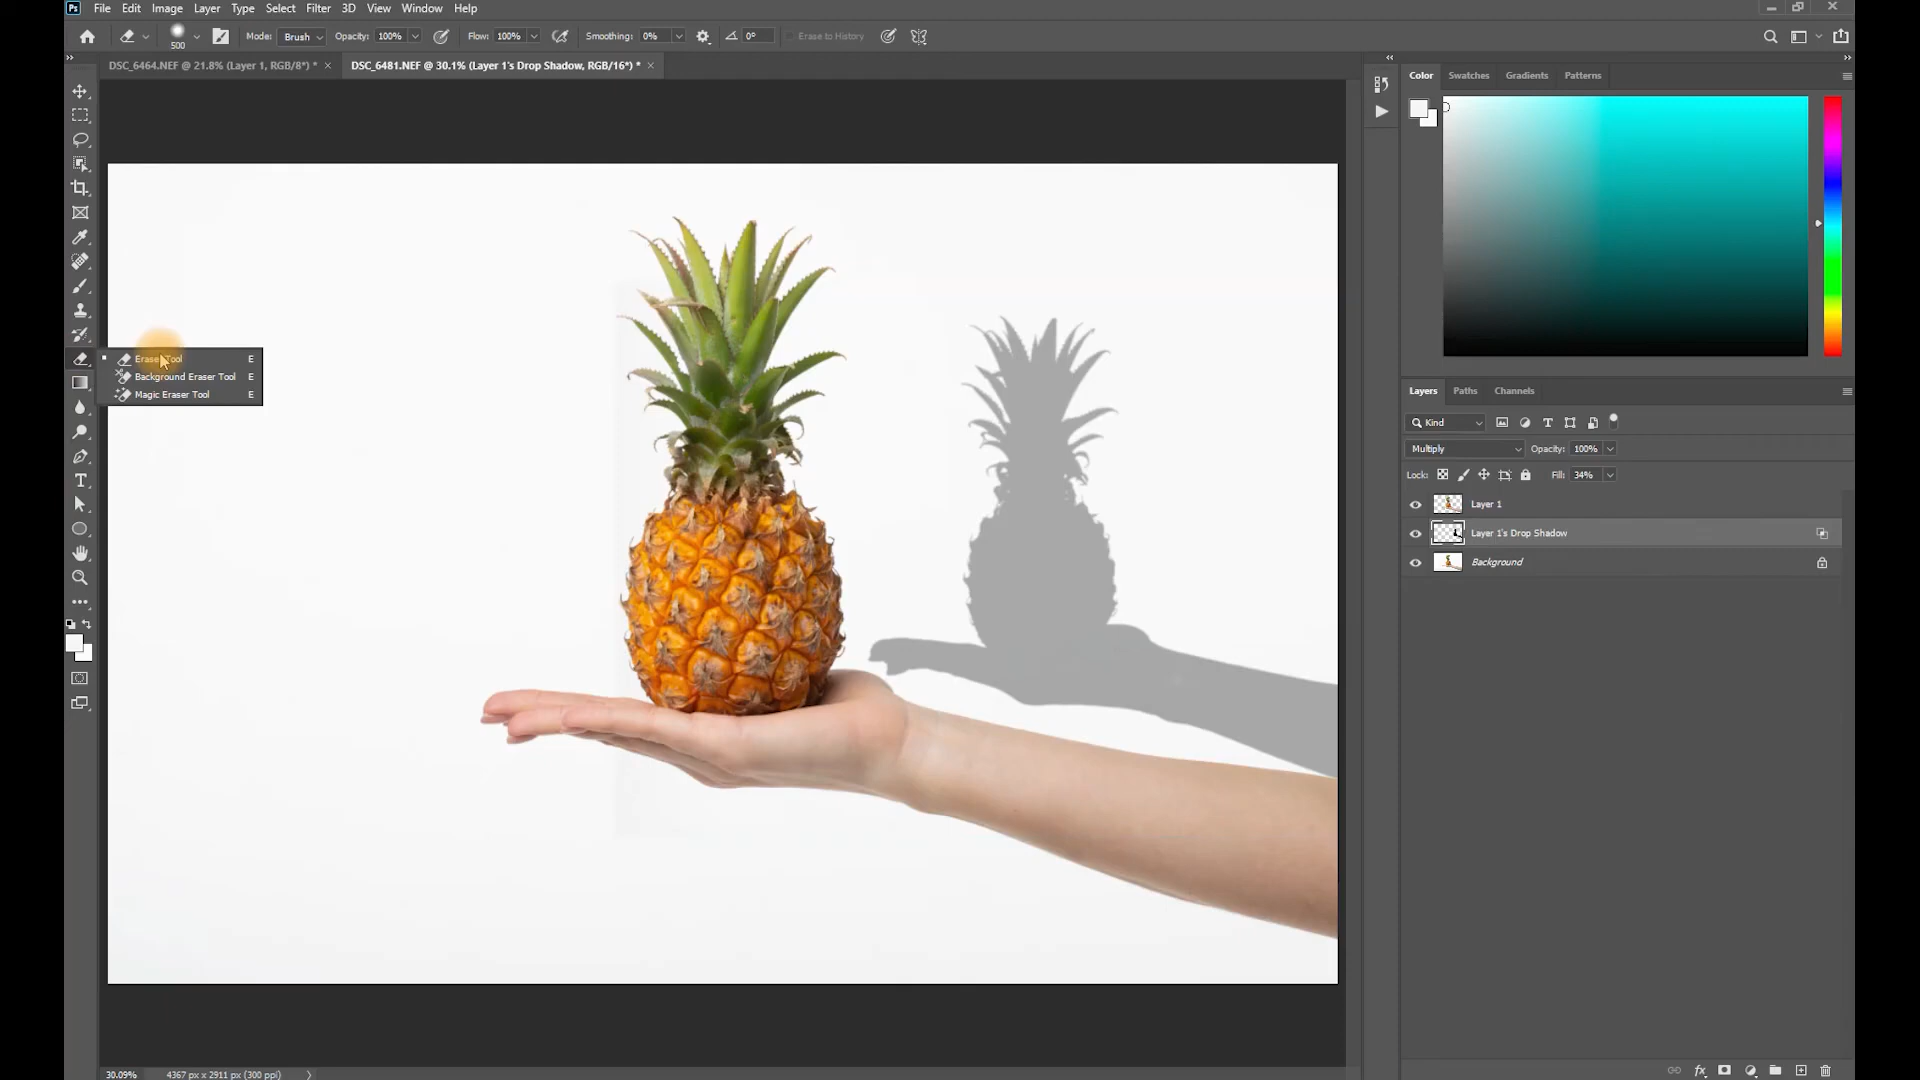 Ps File Edit Image Layer Type Select Filter 3D View Window Help
500 Mode: Brush Opacity: 100% Flow: 100% Smoothing: 0% 0° Erase to History
DSC_6464.NEF @ 21.8% (Layer 1, RGB/8*) * DSC_6481.NEF @ 30.1% (Layer 1's Drop Shadow, RGB/16*) *
Color Swatches Gradients Patterns
Eraser Tool E
Background Eraser Tool E
Magic Eraser Tool E
Layers Paths Channels
Kind
Multiply Opacity: 100%
Lock: Fill: 34%
Layer 1
Layer 1's Drop Shadow
Background
30.09% 4367 px x 2911 px (300 ppi)